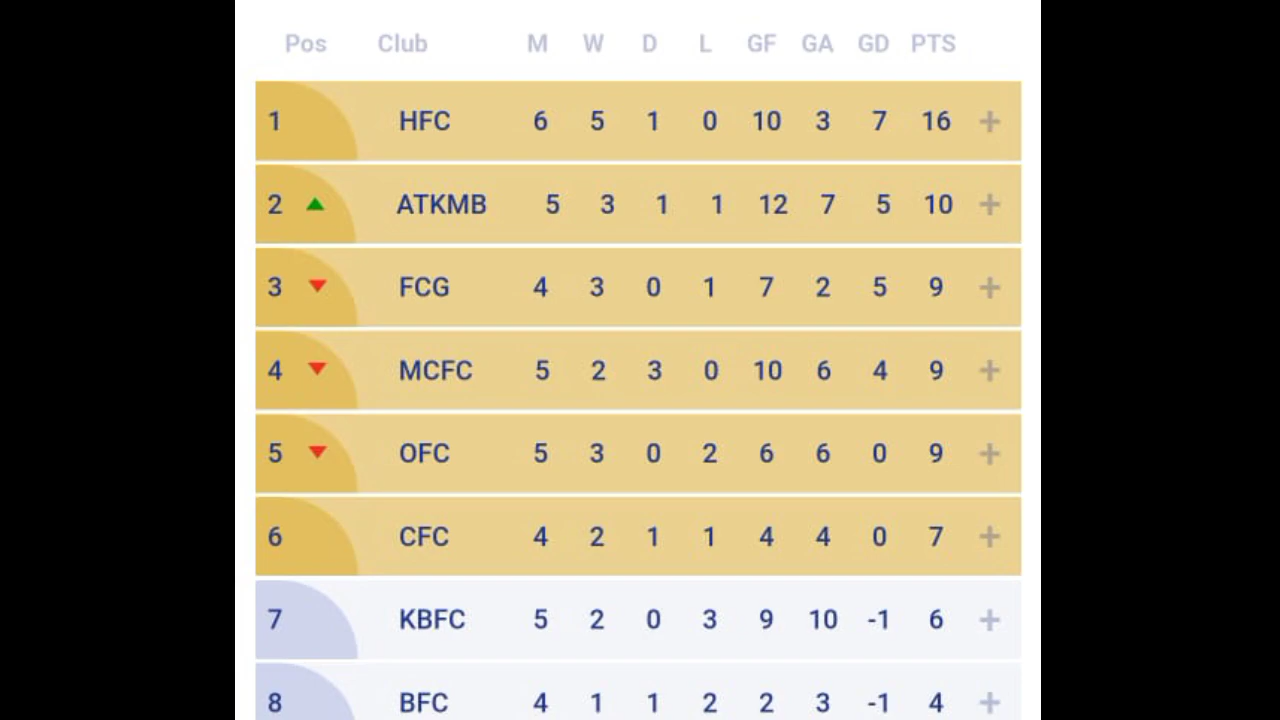 Pos Club M W D L GF GA GD PTS
1 HFC 6 5 1 0 10 3 7 16 +
2 ATKMB 5 3 1 1 12 7 5 10 +
3 FCG 4 3 0 1 7 2 5 9 +
4 MCFC 5 2 3 0 10 6 4 9 +
5 OFC 5 3 0 2 6 6 0 9 +
6 CFC 4 2 1 1 4 4 0 7 +
7 KBFC 5 2 0 3 9 10 -1 6 +
8 BFC 4 1 1 2 2 3 -1 4 +